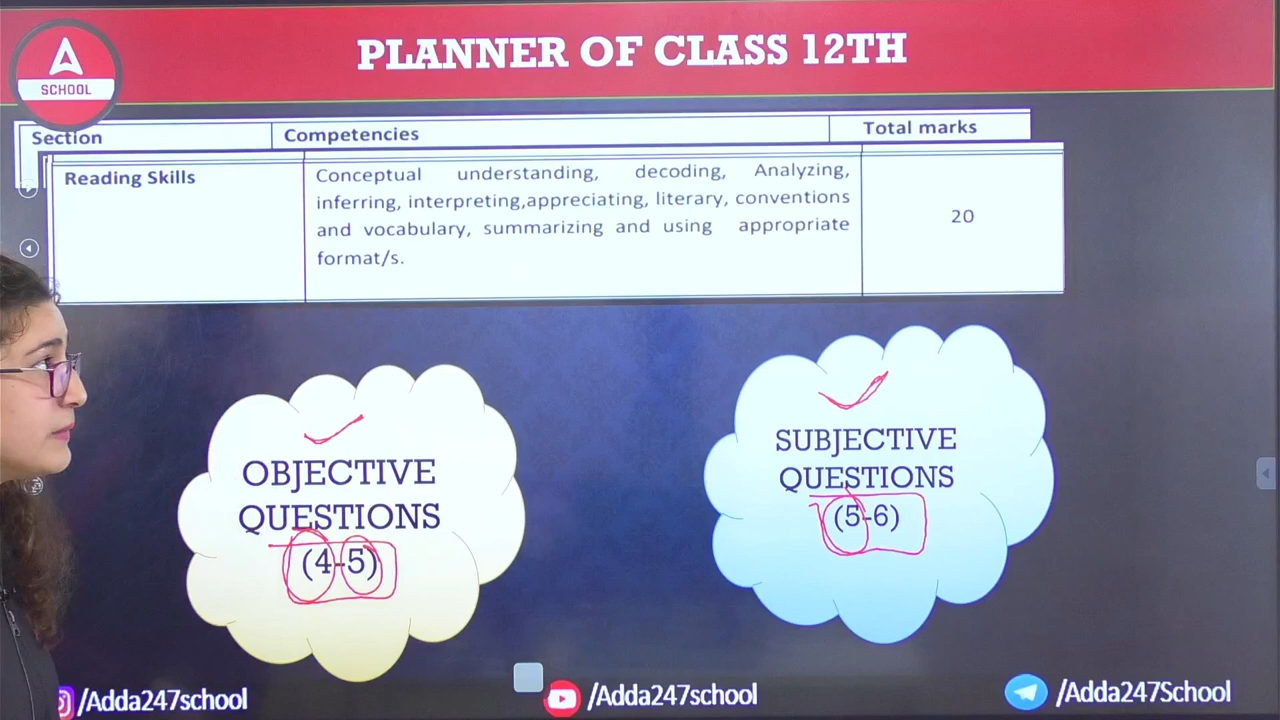 PLANNER OF CLASS 12TH
SCHOOL
Section
Competencies
Total marks
Reading Skills
Conceptual understanding, decoding, Analyzing,
inferring, interpreting,appreciating, literary, conventions
and vocabulary, summarizing and using appropriate
format/s.
20
OBJECTIVE
QUESTIONS
(4-5)
SUBJECTIVE
QUESTIONS
(5-6)
/Adda247school
/Adda247school
/Adda247School